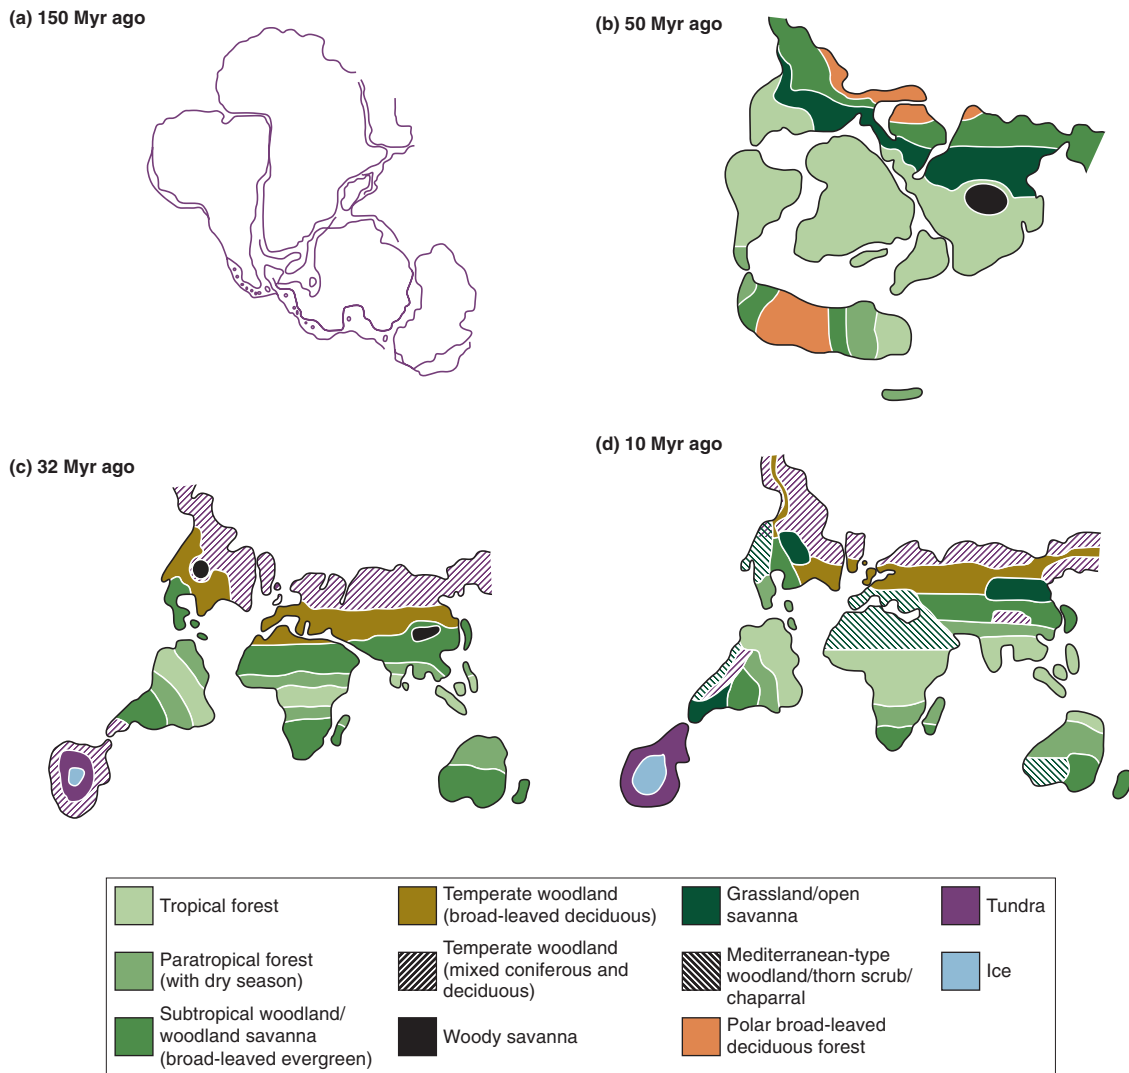 (a) 150 Myr ago
(b) 50 Myr ago
(c) 32 Myr ago
(d) 10 Myr ago
Tropical forest
Paratropical forest
(with dry season)
Subtropical woodland/
woodland savanna
(broad-leaved evergreen)
Temperate woodland
(broad-leaved deciduous)
Temperate woodland
(mixed coniferous and
deciduous)
Woody savanna
Grassland/open
savanna
Mediterranean-type
woodland/thorn scrub/
chaparral
Polar broad-leaved
deciduous forest
Tundra
Ice